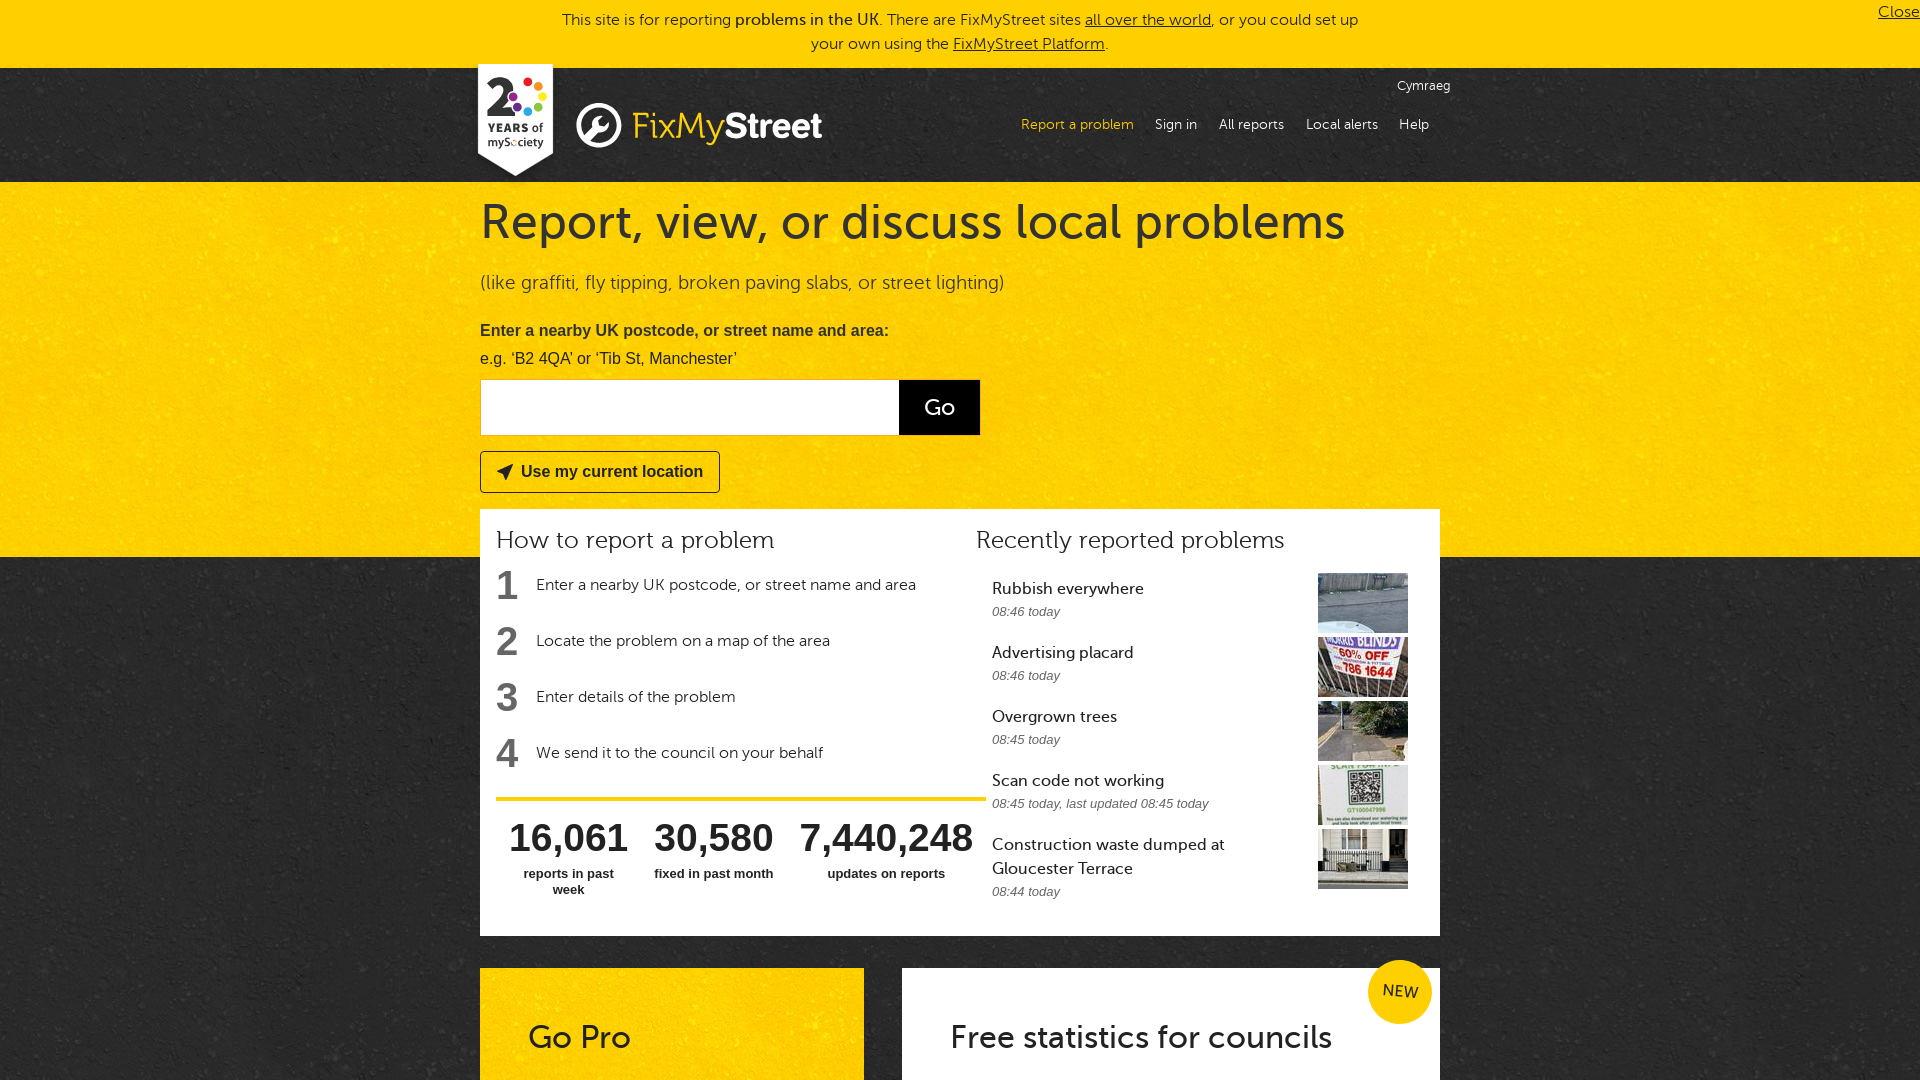 This site is for reporting problems in the UK. There are FixMyStreet sites all over the world, or you could set up
your own using the FixMyStreet Platform.
Close
20
YEARS of
mySociety
FixMyStreet
Cymraeg
Report a problem
Sign in
All reports
Local alerts
Help
Report, view, or discuss local problems
(like graffiti, fly tipping, broken paving slabs, or street lighting)
Enter a nearby UK postcode, or street name and area:
e.g. ‘B2 4QA’ or ‘Tib St, Manchester’
Go
Use my current location
How to report a problem
1 Enter a nearby UK postcode, or street name and area
2 Locate the problem on a map of the area
3 Enter details of the problem
4 We send it to the council on your behalf
16,061
reports in past
week
30,580
fixed in past month
7,440,248
updates on reports
Recently reported problems
Rubbish everywhere
08:46 today
Advertising placard
08:46 today
MORRIS BLINDS
60% OFF
786 1644
Overgrown trees
08:45 today
Scan code not working
08:45 today, last updated 08:45 today
Construction waste dumped at
Gloucester Terrace
08:44 today
Go Pro
NEW
Free statistics for councils